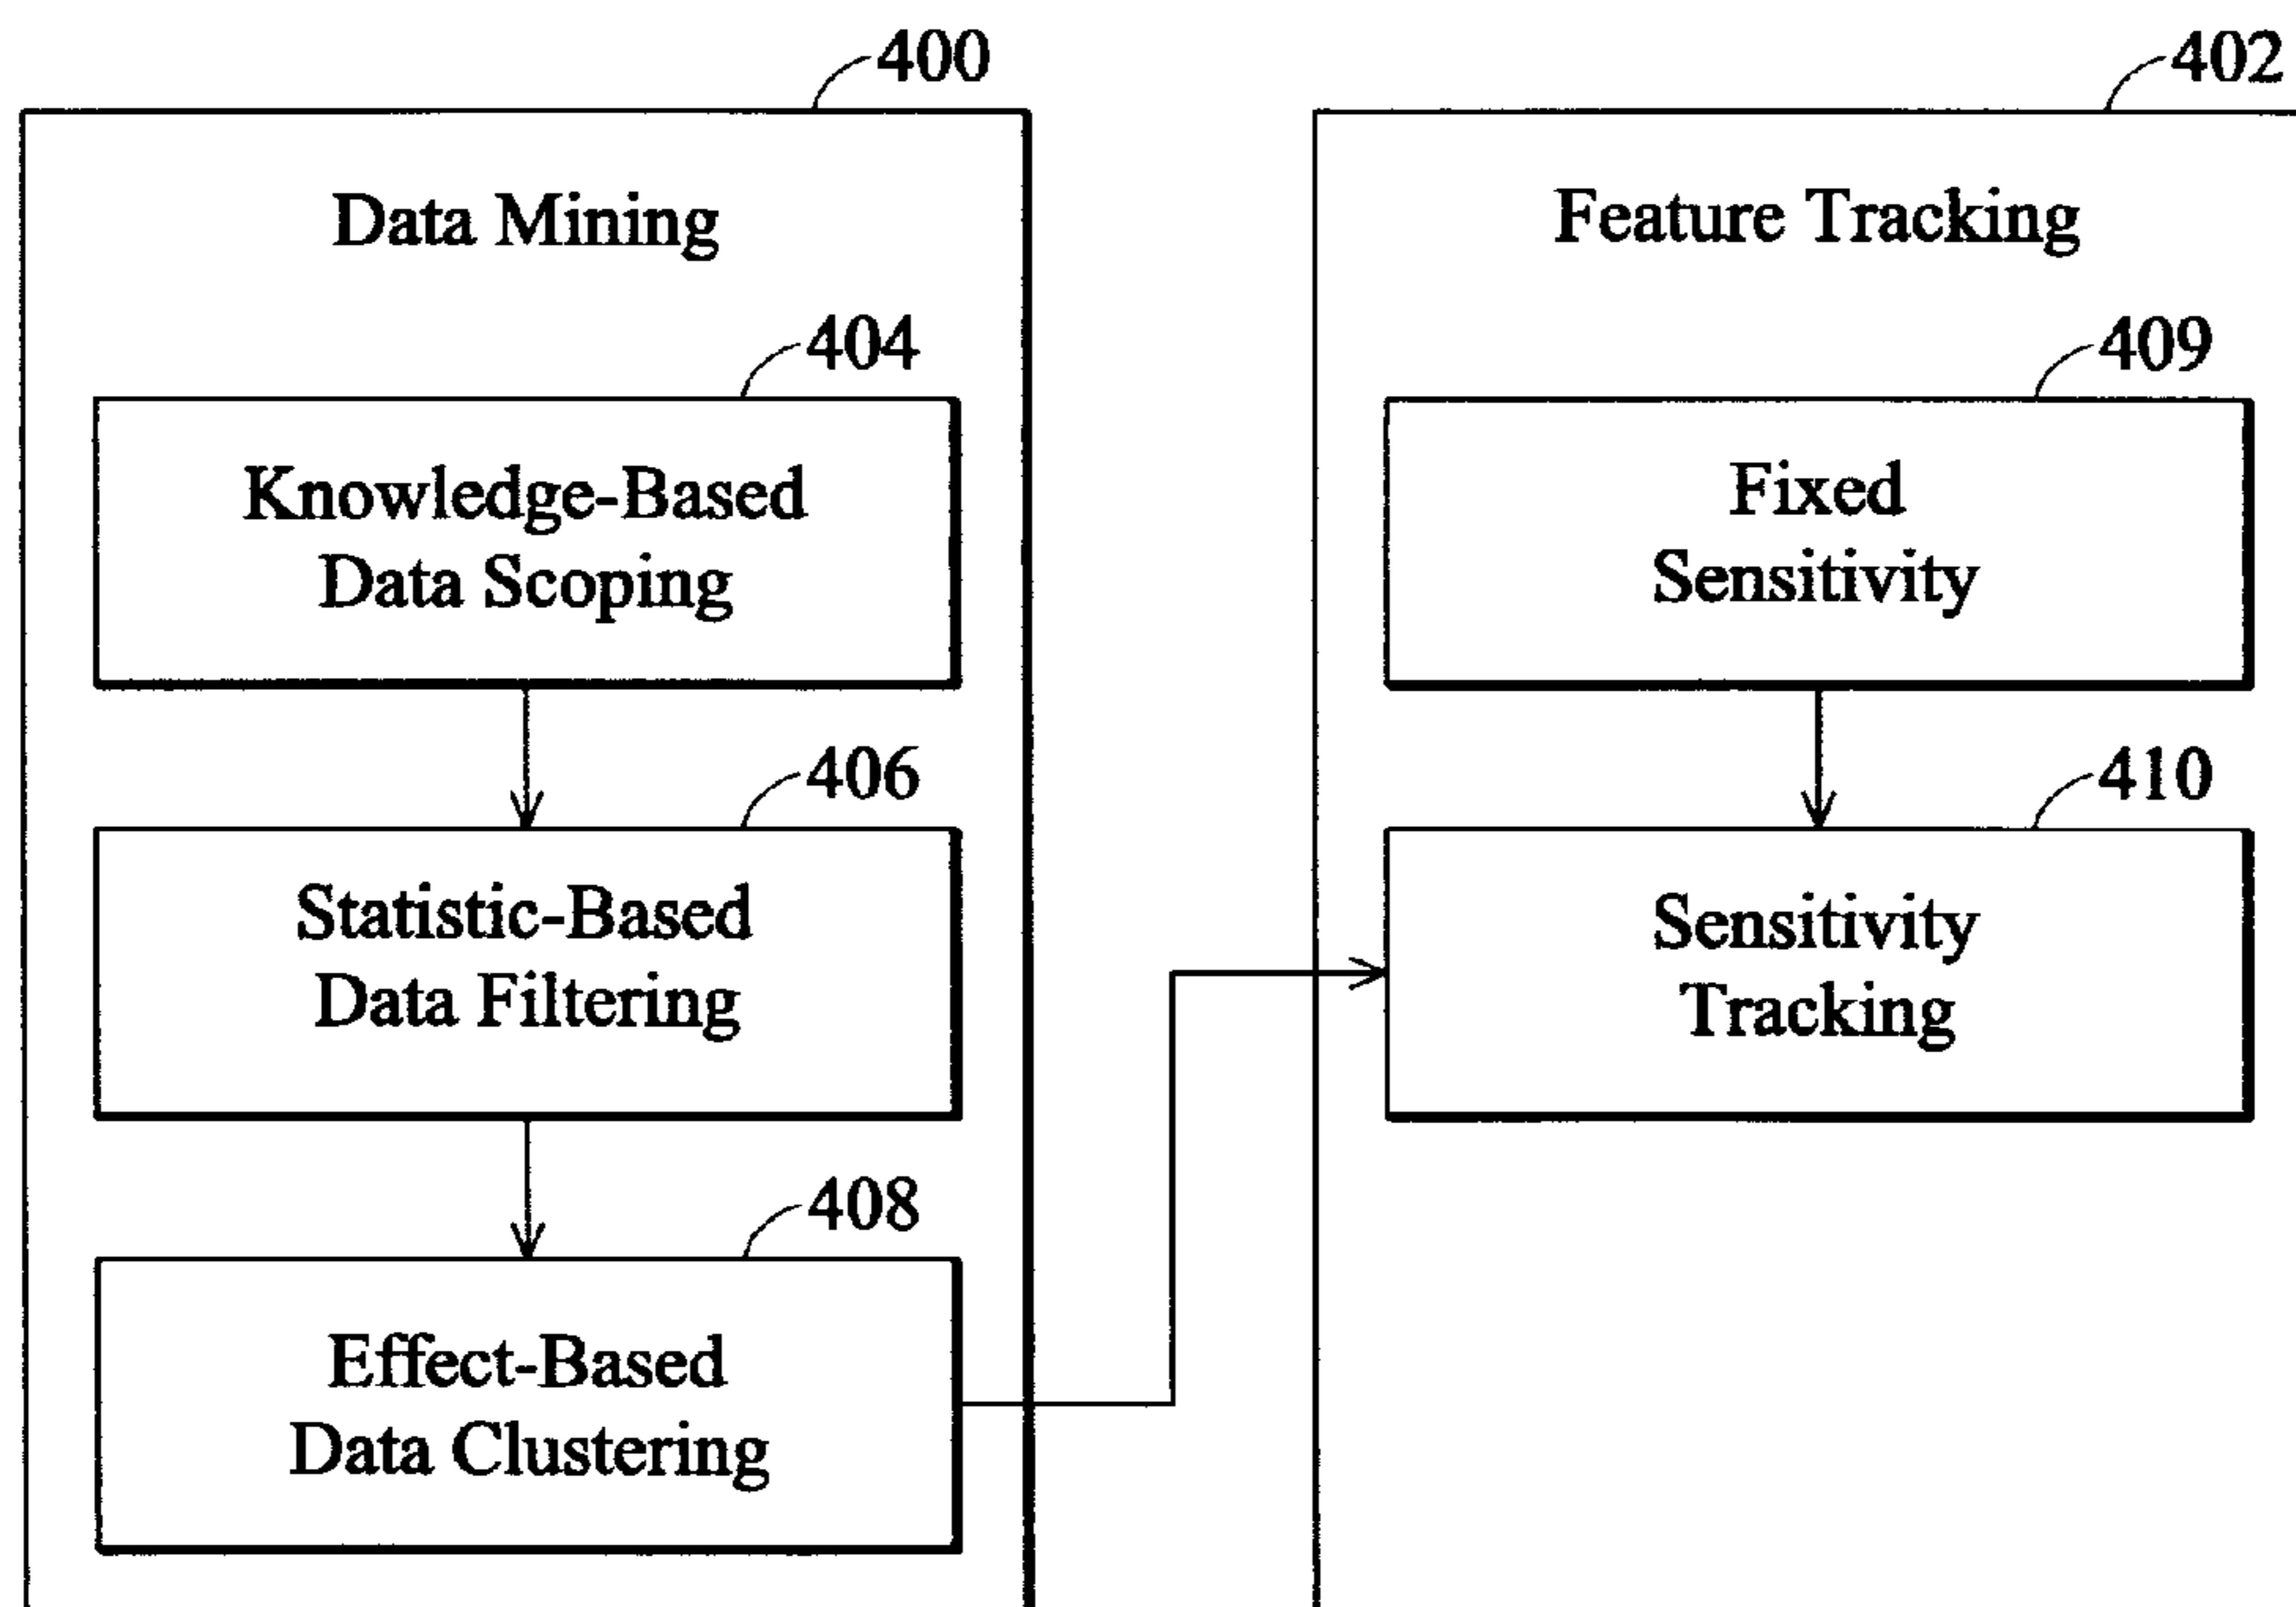 400
Data Mining
404
Knowledge-Based
Data Scoping
406
Statistic-Based
Data Filtering
408
Effect-Based
Data Clustering
402
Feature Tracking
409
Fixed
Sensitivity
410
Sensitivity
Tracking